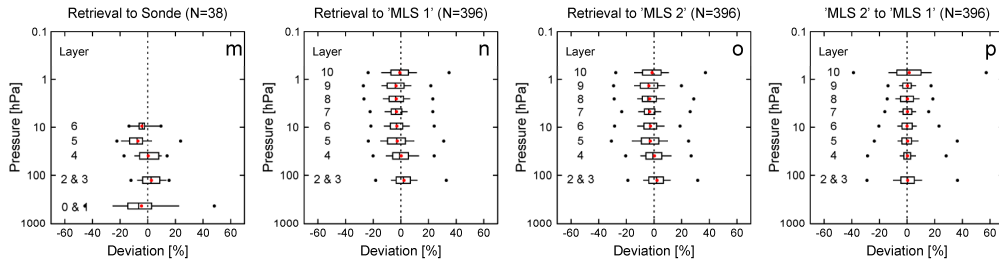 Retrieval to Sonde (N=38)
m
Layer
6
5
4
2 & 3
0 & 1
0.1
1
10
100
1000
Pressure [hPa]
-60 -40 -20 0 20 40 60
Deviation [%]
Retrieval to 'MLS 1' (N=396)
n
Layer
10
9
8
7
6
5
4
2 & 3
0.1
1
10
100
1000
Pressure [hPa]
-60 -40 -20 0 20 40 60
Deviation [%]
Retrieval to 'MLS 2' (N=396)
o
Layer
10
9
8
7
6
5
4
2 & 3
0.1
1
10
100
1000
Pressure [hPa]
-60 -40 -20 0 20 40 60
Deviation [%]
'MLS 2' to 'MLS 1' (N=396)
p
Layer
10
9
8
7
6
5
4
2 & 3
0.1
1
10
100
1000
Pressure [hPa]
-60 -40 -20 0 20 40 60
Deviation [%]